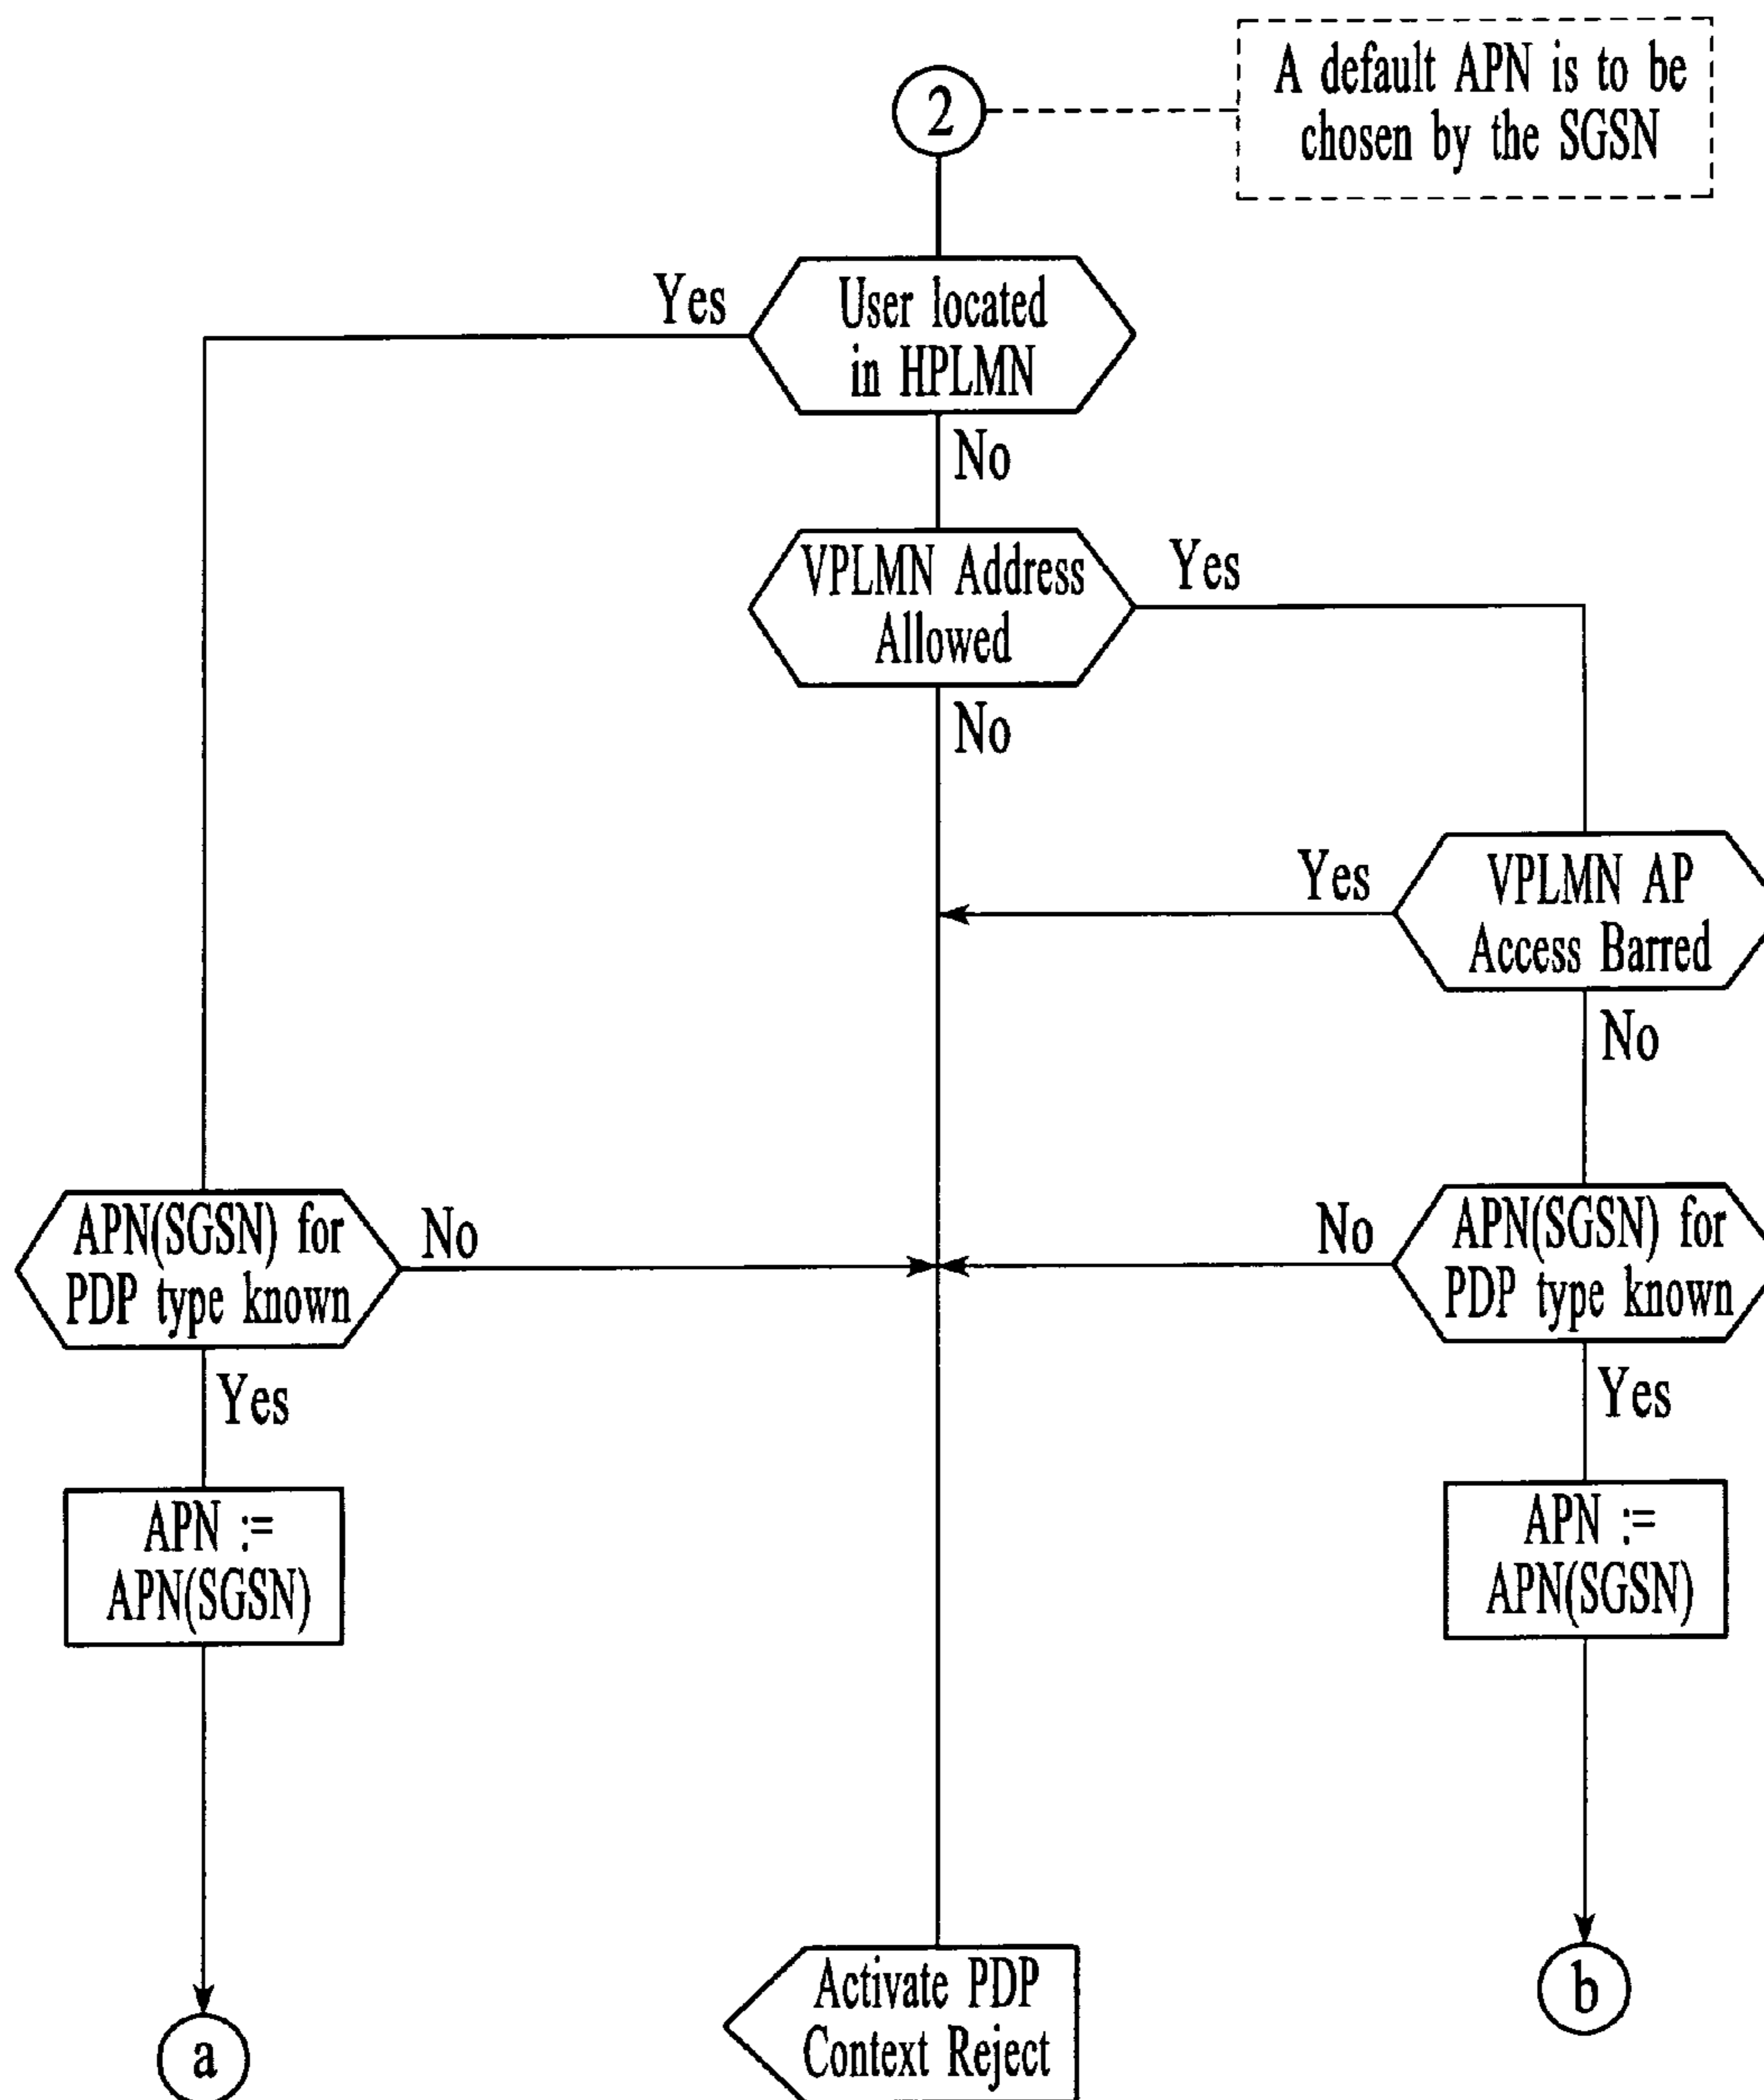 A default APN is to be
chosen by the SGSN
2
Yes
User located
in HPLMN
No
VPLMN Address
Allowed
Yes
No
Yes
VPLMN AP
Access Barred
No
APN(SGSN) for
PDP type known
No
No
APN(SGSN) for
PDP type known
Yes
Yes
APN :=
APN(SGSN)
APN :=
APN(SGSN)
Activate PDP
Context Reject
b
a